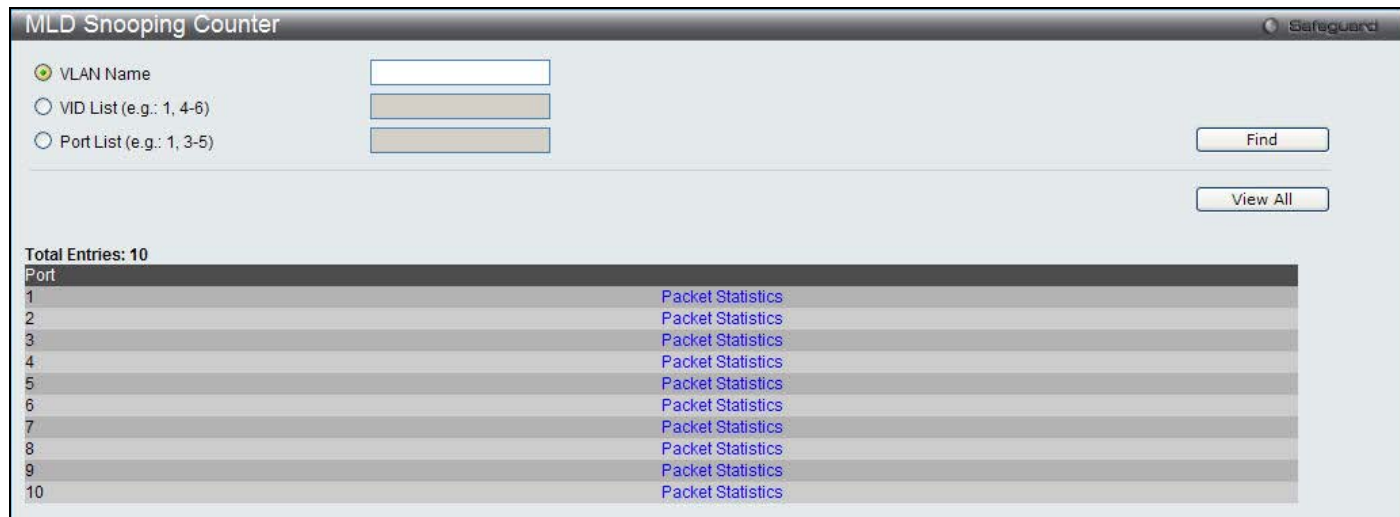 MLD Snooping Counter
Safeguard
VLAN Name
VID List (e.g.: 1, 4-6)
Port List (e.g.: 1, 3-5)
Find
View All
Total Entries: 10
Port
1 Packet Statistics
2 Packet Statistics
3 Packet Statistics
4 Packet Statistics
5 Packet Statistics
6 Packet Statistics
7 Packet Statistics
8 Packet Statistics
9 Packet Statistics
10 Packet Statistics